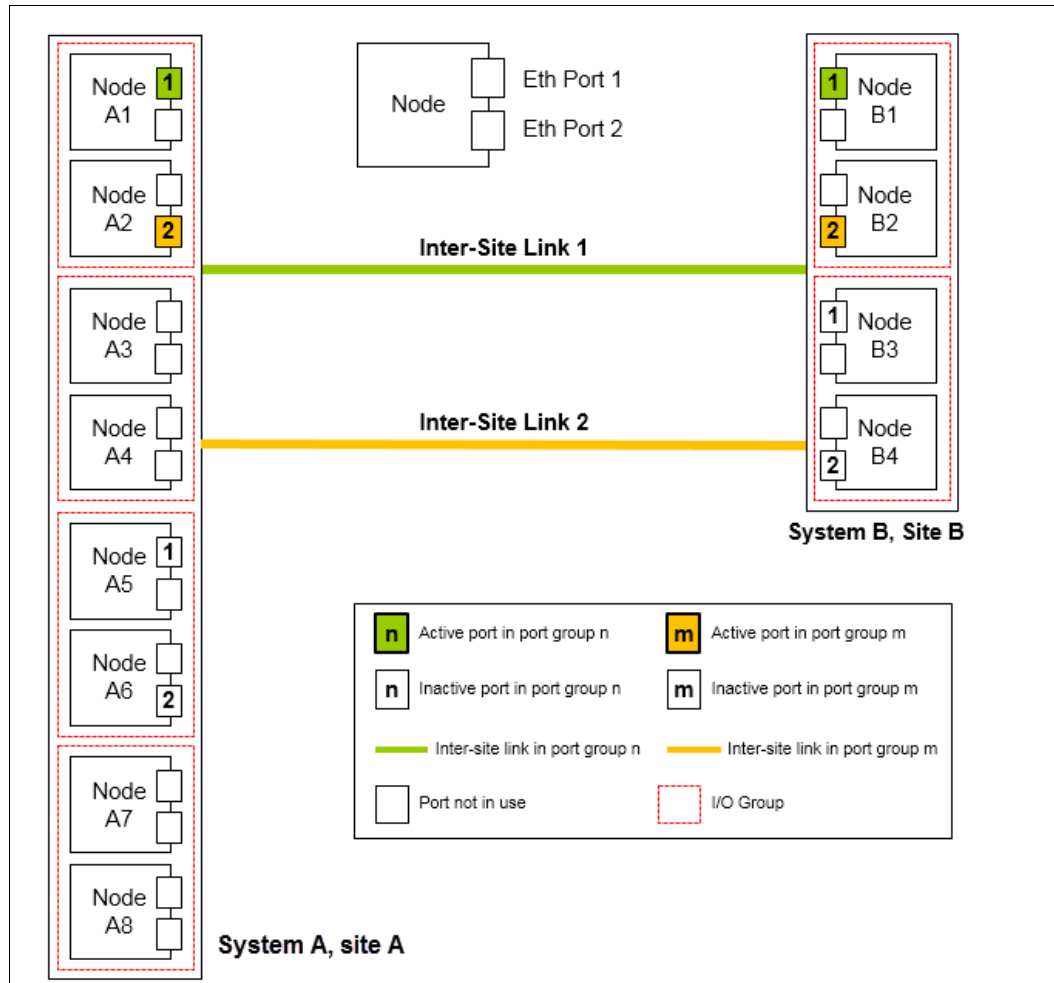 Node
A1
1
Node
A2
2
Node
A3
Node
A4
Node
A5
1
Node
A6
2
Node
A7
Node
A8
System A, site A
Node
Eth Port 1
Eth Port 2
Inter-Site Link 1
Inter-Site Link 2
1
Node
B1
2
Node
B2
1
Node
B3
2
Node
B4
System B, Site B
n
Active port in port group n
m
Active port in port group m
n
Inactive port in port group n
m
Inactive port in port group m
Inter-site link in port group n
Inter-site link in port group m
Port not in use
I/O Group